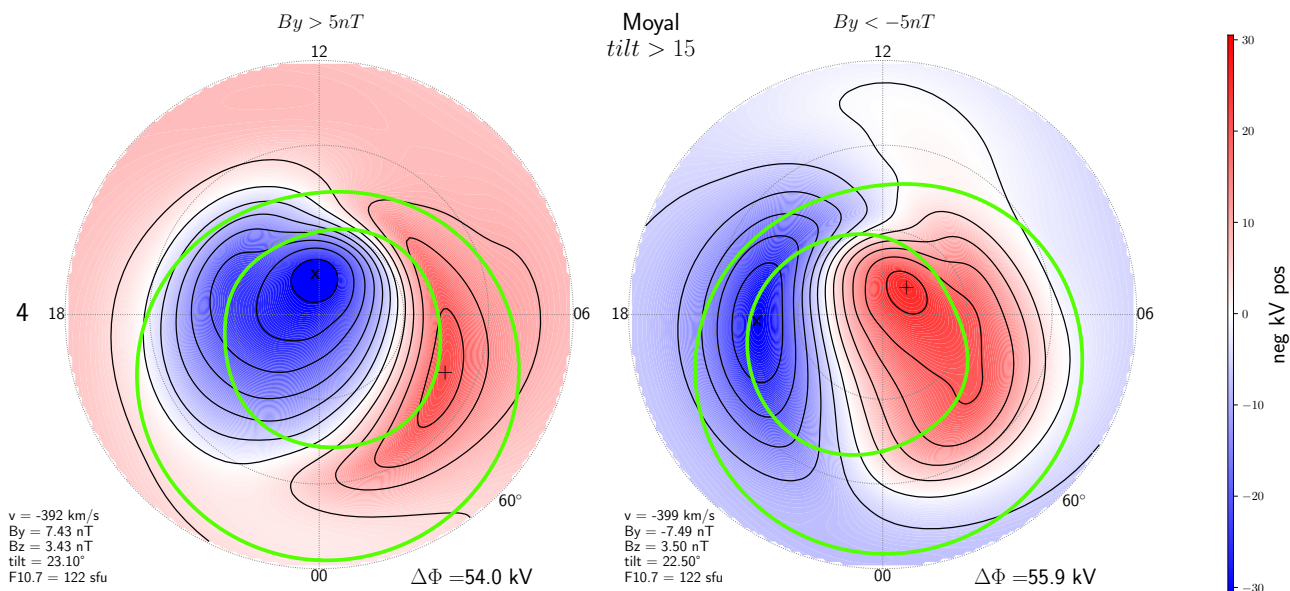 By > 5nT
Moyal
tilt > 15
By < −5nT
12
12
4
18
06
18
06
60°
60°
00
00
v = -392 km/s
By = 7.43 nT
Bz = 3.43 nT
tilt = 23.10°
F10.7 = 122 sfu
ΔΦ =54.0 kV
v = -399 km/s
By = -7.49 nT
Bz = 3.50 nT
tilt = 22.50°
F10.7 = 122 sfu
ΔΦ =55.9 kV
30
20
10
0
−10
−20
−30
neg kV pos
x
+
x
+